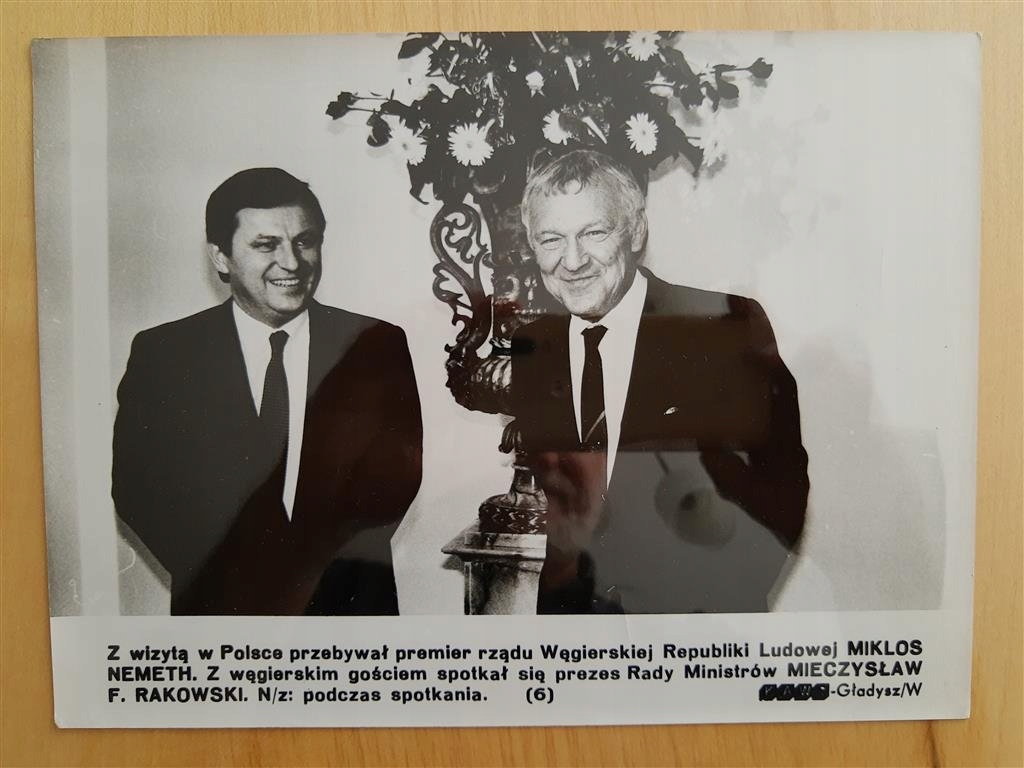 Z wizytą w Polsce przebywał premier rządu Węgierskiej Republiki Ludowej MIKLOS
NEMETH. Z węgierskim gościem spotkał się prezes Rady Ministrów MIECZYSŁAW
F. RAKOWSKI. N/z: podczas spotkania. (6) -Gładysz/W